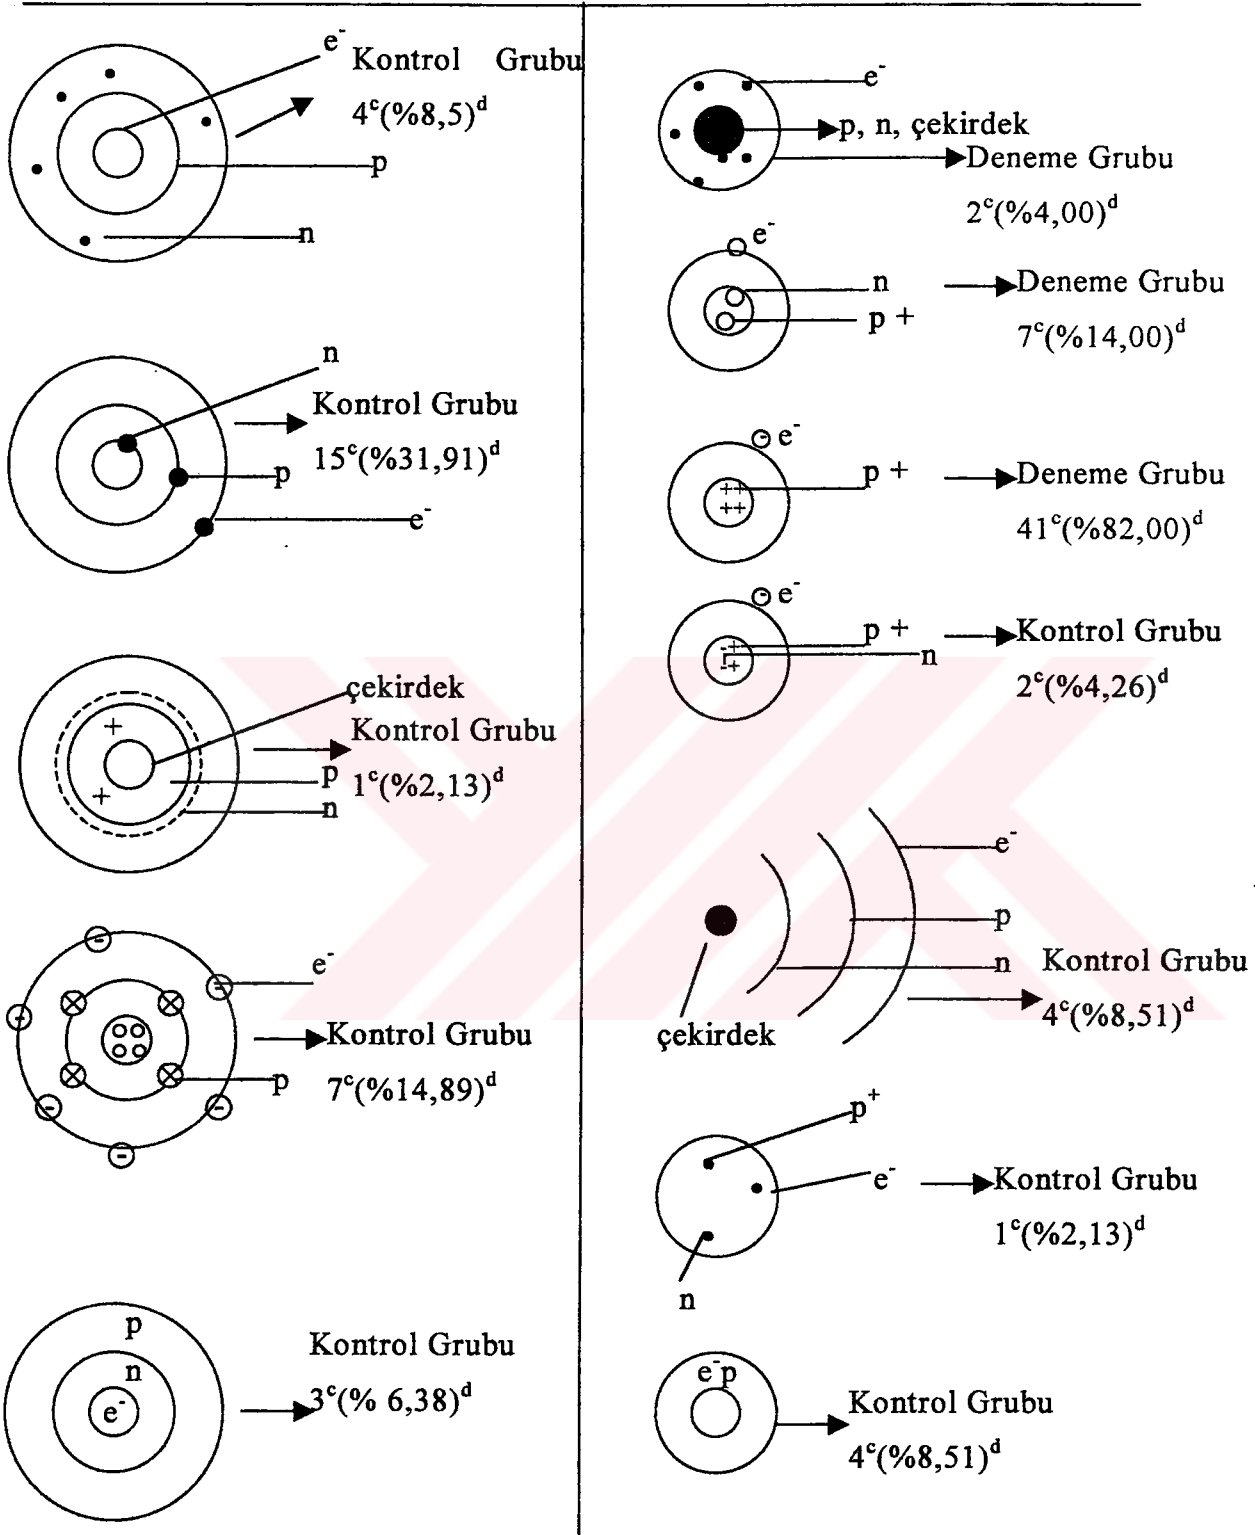 e⁻
Kontrol Grubu
4ᶜ(%8,5)ᵈ
p
n
n
Kontrol Grubu
15ᶜ(%31,91)ᵈ
p
e⁻
çekirdek
Kontrol Grubu
p
1ᶜ(%2,13)ᵈ
n
+
+
e⁻
Kontrol Grubu
p
7ᶜ(%14,89)ᵈ
- - - - - - -
p
n
e⁻
Kontrol Grubu
3ᶜ(% 6,38)ᵈ
e⁻
p, n, çekirdek
Deneme Grubu
2ᶜ(%4,00)ᵈ
e⁻
n
Deneme Grubu
p +
7ᶜ(%14,00)ᵈ
- e⁻
p +
++
++
Deneme Grubu
41ᶜ(%82,00)ᵈ
- e⁻
p +
-+
-+
Kontrol Grubu
n
2ᶜ(%4,26)ᵈ
e⁻
p
n
Kontrol Grubu
4ᶜ(%8,51)ᵈ
çekirdek
p⁺
e⁻
Kontrol Grubu
1ᶜ(%2,13)ᵈ
n
e⁻p
Kontrol Grubu
4ᶜ(%8,51)ᵈ